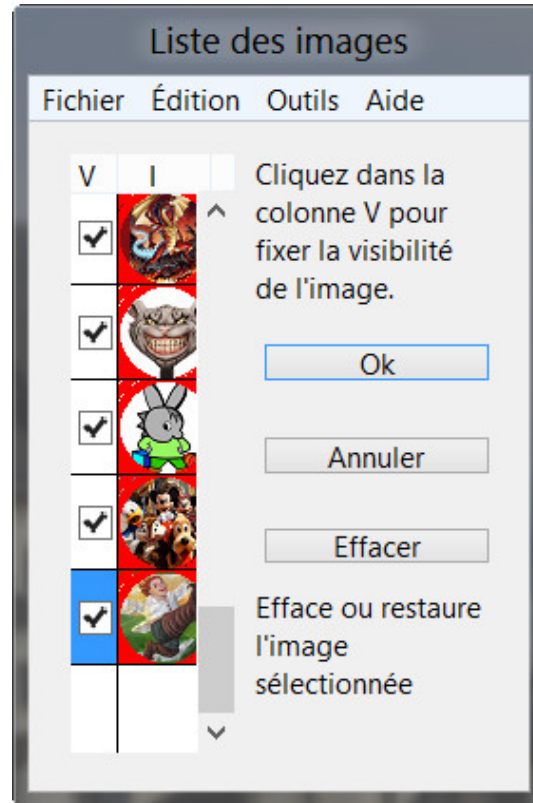 Liste des images
Fichier Édition Outils Aide
V I
Cliquez dans la
colonne V pour
fixer la visibilité
de l'image.
Ok
Annuler
Effacer
Efface ou restaure
l'image
sélectionnée